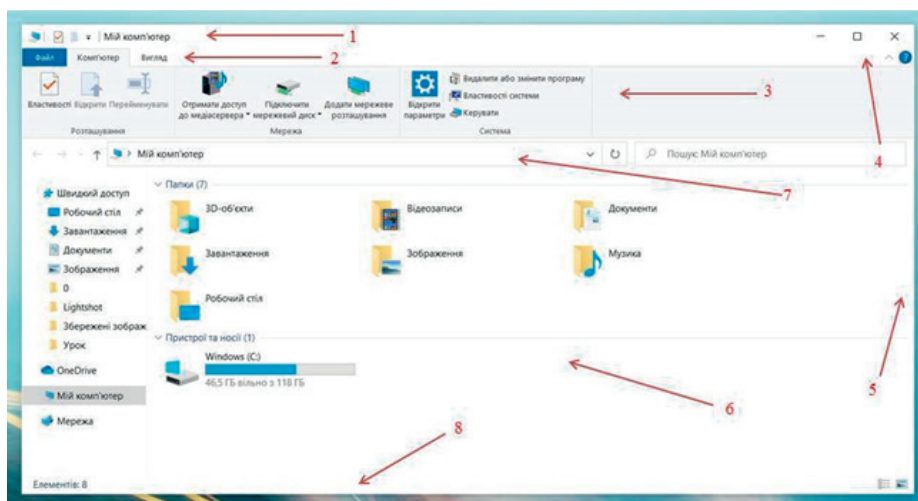 Мій комп'ютер 1
Файл Комп'ютер Вигляд 2
Властивості Відкрити Перейменувати
Розташування
Отримати доступ до медіасервера
Підключити мережевий диск
Додати мережеве розташування
Мережа
Відкрити параметри
Видалити або змінити програму
Властивості системи
Керувати
Система
3
4
Мій комп'ютер
Пошук: Мій комп'ютер
7
Швидкий доступ
Робочий стіл
Завантаження
Документи
Зображення
0
Lightshot
Збережені зображ
Урок
OneDrive
Мій комп'ютер
Мережа
Папки (7)
3D-об'єкти
Відеозаписи
Документи
Завантаження
Зображення
Музика
Робочий стіл
Пристрої та носії (1)
Windows (C:)
46,5 ГБ вільно з 118 ГБ
5
6
8
Елементів: 8